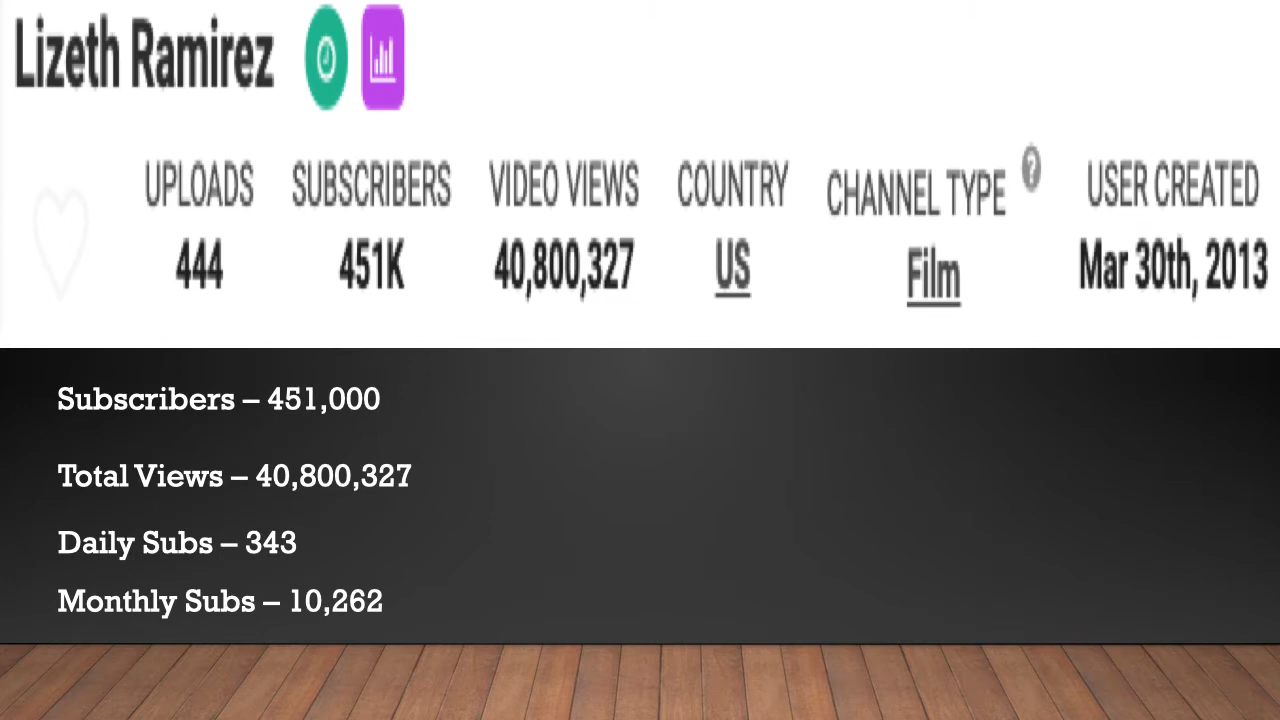 Lizeth Ramirez
UPLOADS SUBSCRIBERS VIDEO VIEWS COUNTRY CHANNEL TYPE ? USER CREATED
444 451K 40,800,327 US Film Mar 30th, 2013
Subscribers – 451,000
Total Views – 40,800,327
Daily Subs – 343
Monthly Subs – 10,262